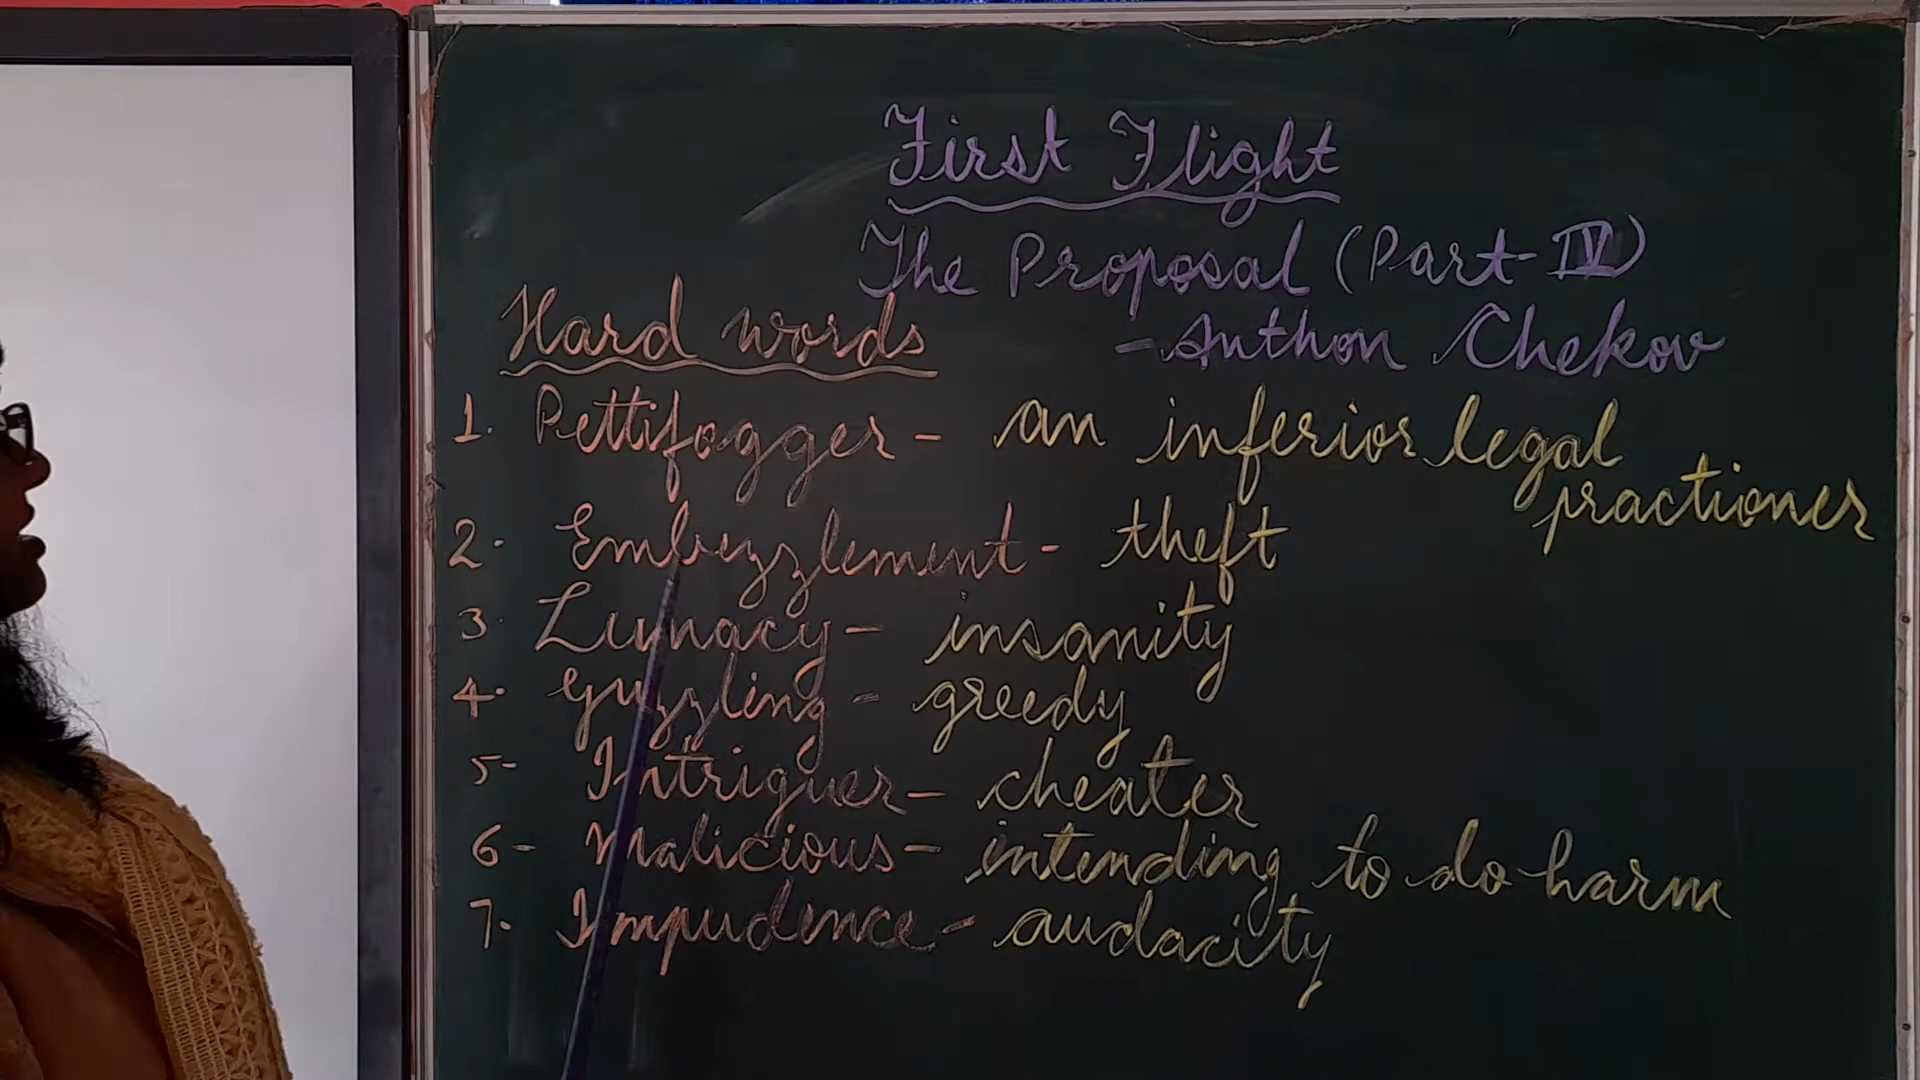 First Flight
The Proposal (Part-IV)
Hard words
- Anthon Chekov
1. Pettifogger - an inferior legal
practioner
2. Embezzlement - theft
3. Lunacy - insanity
4. Guzzling - greedy
5- Intriguer - cheater
6- Malicious - intending to do harm
7. Impudence - audacity